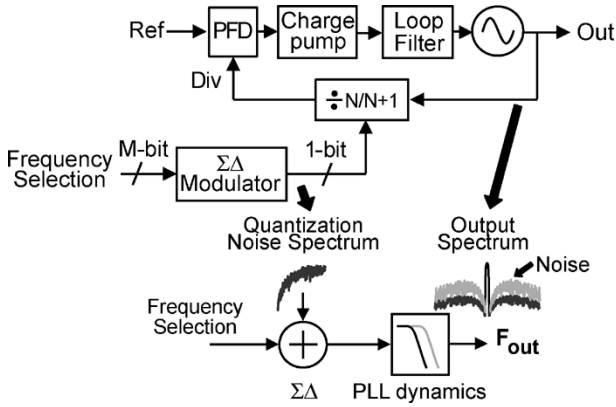 Ref
PFD
Charge
pump
Loop
Filter
Out
Div
÷ N/N+1
Frequency
Selection
M-bit
ΣΔ
Modulator
1-bit
Quantization
Noise Spectrum
Output
Spectrum
Noise
Frequency
Selection
+
ΣΔ
PLL dynamics
Fout